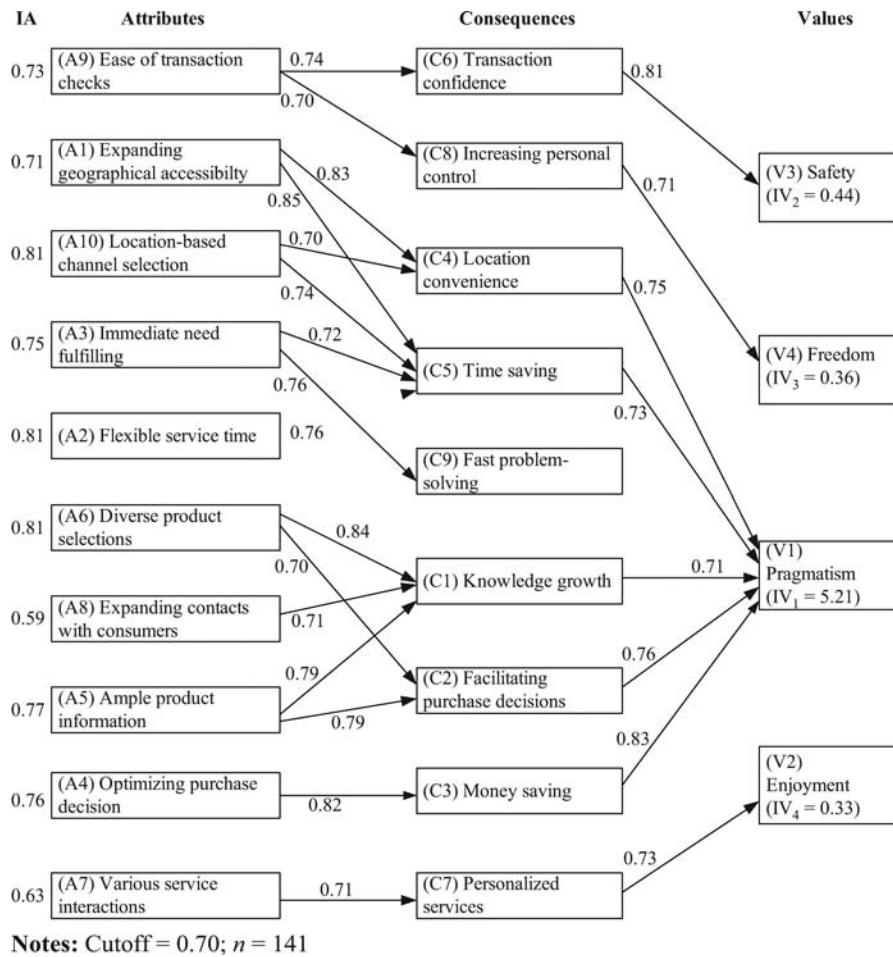 IA Attributes Consequences Values
0.73
(A9) Ease of transaction
checks
0.74
0.70
(C6) Transaction
confidence
0.81
0.71
(A1) Expanding
geographical accessibilty
0.83
0.85
(C8) Increasing personal
control
0.71
(V3) Safety
(IV2 = 0.44)
0.81
(A10) Location-based
channel selection
0.70
0.74
(C4) Location
convenience
0.75
0.75
(A3) Immediate need
fulfilling
0.72
0.76
(C5) Time saving
0.73
(V4) Freedom
(IV3 = 0.36)
0.81
(A2) Flexible service time
0.76
(C9) Fast problem-
solving
0.81
(A6) Diverse product
selections
0.84
0.70
(C1) Knowledge growth
0.71
(V1)
Pragmatism
(IV1 = 5.21)
0.59
(A8) Expanding contacts
with consumers
0.71
0.77
(A5) Ample product
information
0.79
0.79
(C2) Facilitating
purchase decisions
0.76
0.76
(A4) Optimizing purchase
decision
0.82
(C3) Money saving
0.83
(V2)
Enjoyment
(IV4 = 0.33)
0.63
(A7) Various service
interactions
0.71
(C7) Personalized
services
0.73
Notes: Cutoff = 0.70; n = 141